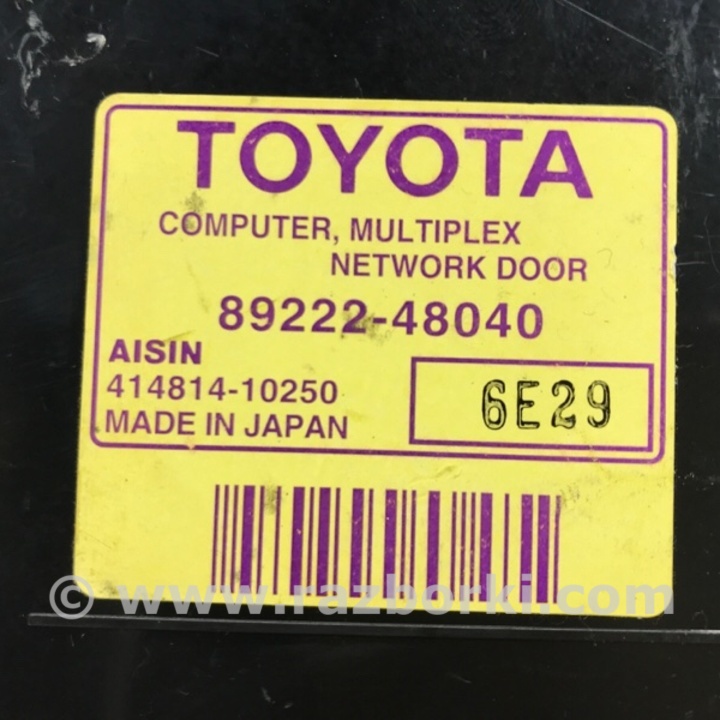 TOYOTA
COMPUTER, MULTIPLEX
NETWORK DOOR
89222-48040
AISIN
414814-10250
MADE IN JAPAN
6E29
© www.razborki.com